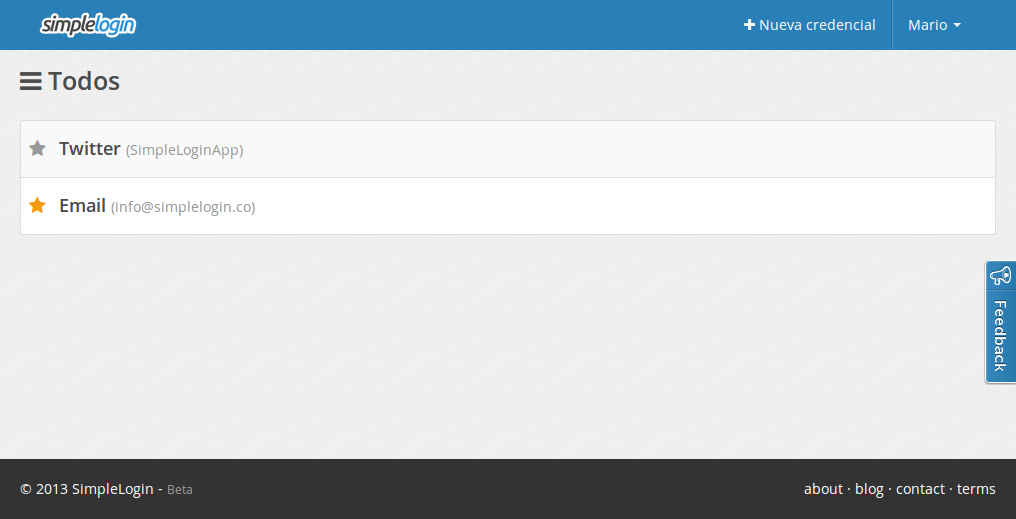 simplelogin
Nueva credencial
Mario
Todos
Twitter (SimpleLoginApp)
Email (info@simplelogin.co)
Feedback
© 2013 SimpleLogin - Beta
about · blog · contact · terms